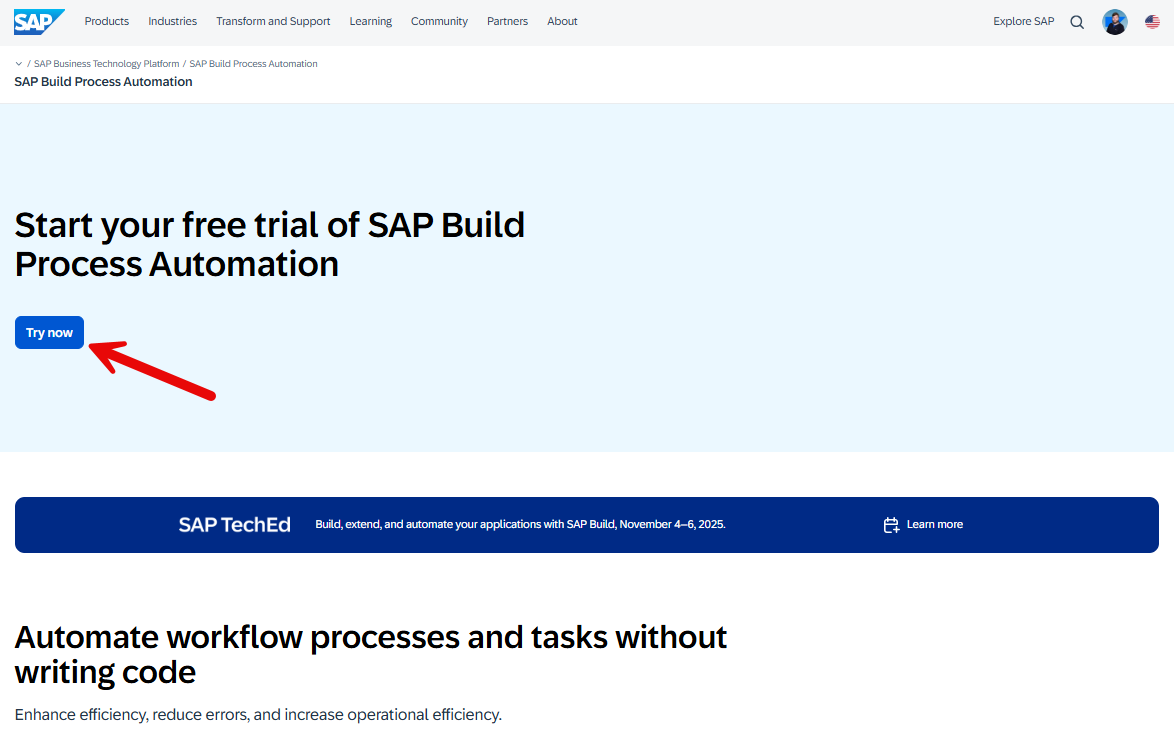 SAP Products Industries Transform and Support Learning Community Partners About Explore SAP
/ SAP Business Technology Platform / SAP Build Process Automation
SAP Build Process Automation
Start your free trial of SAP Build
Process Automation
Try now
SAP TechEd Build, extend, and automate your applications with SAP Build, November 4–6, 2025. Learn more
Automate workflow processes and tasks without
writing code
Enhance efficiency, reduce errors, and increase operational efficiency.